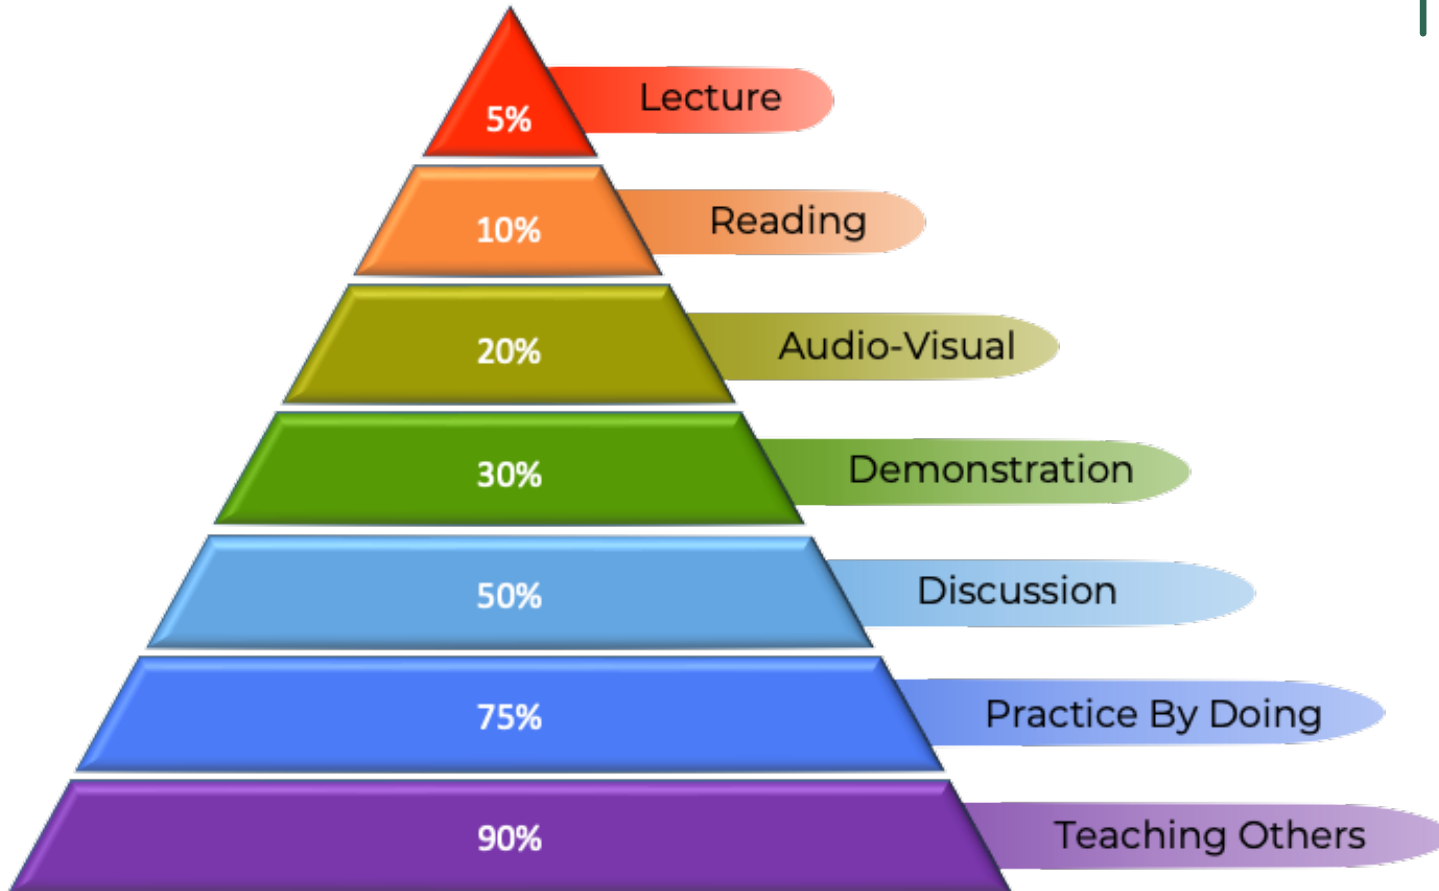 5% Lecture
10% Reading
20% Audio-Visual
30% Demonstration
50% Discussion
75% Practice By Doing
90% Teaching Others